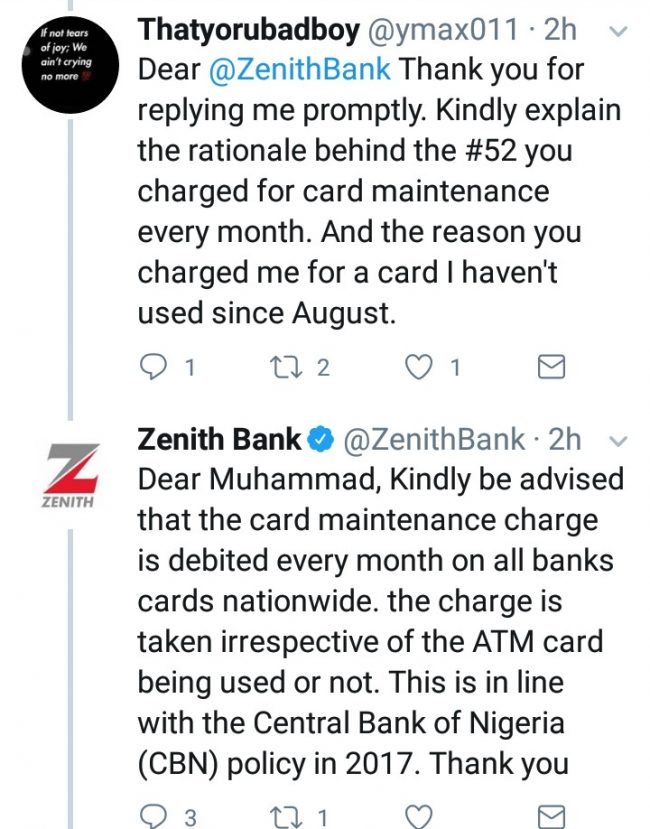 If not tears
of joy; We
ain't crying
no more
Thatyorubadboy @ymax011 · 2h
Dear @ZenithBank Thank you for
replying me promptly. Kindly explain
the rationale behind the #52 you
charged for card maintenance
every month. And the reason you
charged me for a card I haven't
used since August.
1 2 1
Zenith Bank @ZenithBank · 2h
ZENITH
Dear Muhammad, Kindly be advised
that the card maintenance charge
is debited every month on all banks
cards nationwide. the charge is
taken irrespective of the ATM card
being used or not. This is in line
with the Central Bank of Nigeria
(CBN) policy in 2017. Thank you
3 1